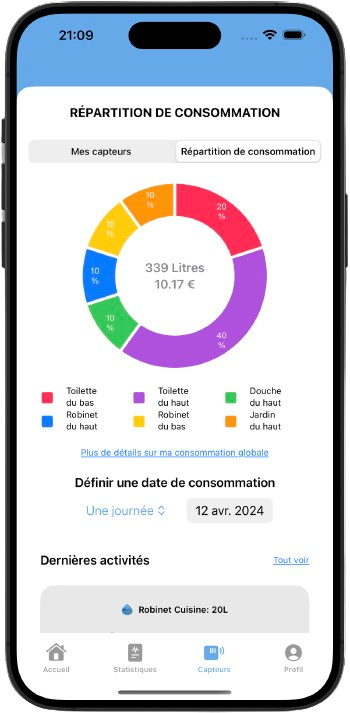 21:09
RÉPARTITION DE CONSOMMATION
Mes capteurs
Répartition de consommation
10
%
20
%
10
%
339 Litres
10.17 €
10
%
10
%
40
%
Toilette
du bas
Toilette
du haut
Douche
du haut
Robinet
du haut
Robinet
du bas
Jardin
du haut
Plus de détails sur ma consommation globale
Définir une date de consommation
Une journée
12 avr. 2024
Dernières activités
Tout voir
Robinet Cuisine: 20L
Accueil
Statistiques
Capteurs
Profil